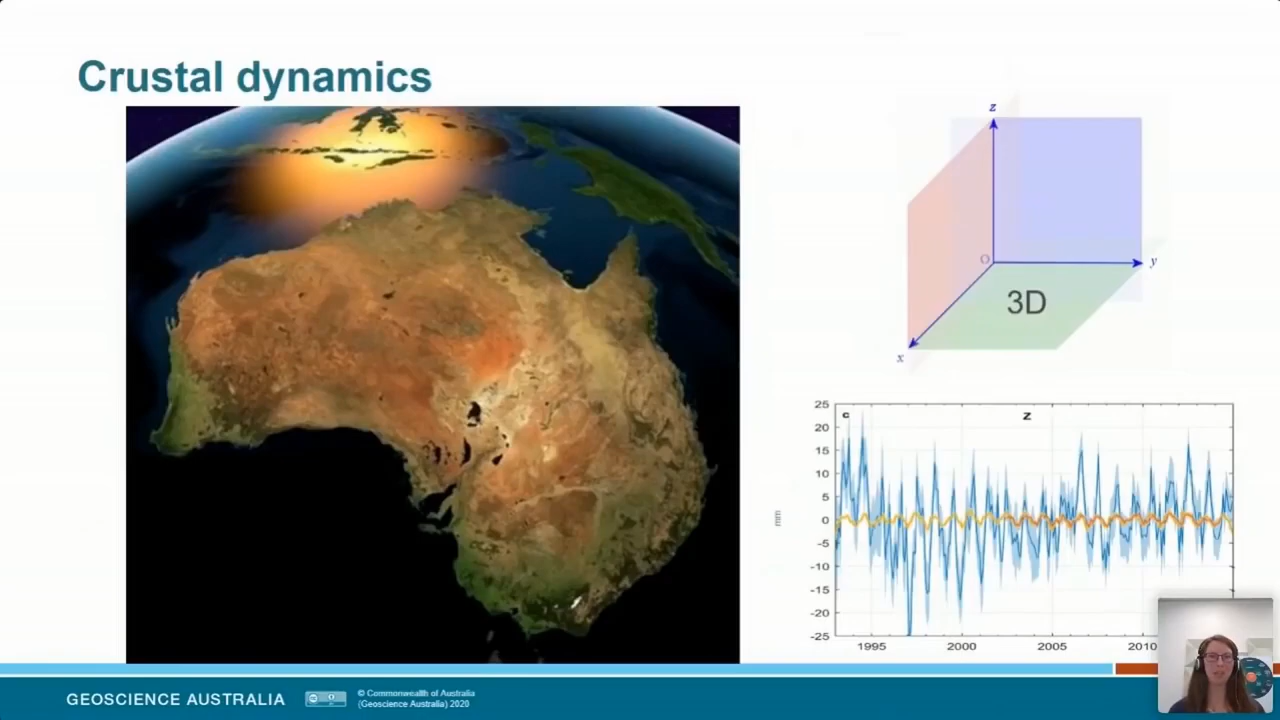 Crustal dynamics
z
O
y
3D
x
c
Z
25
20
15
10
5
0
-5
-10
-15
-20
-25
mm
1995
2000
2005
2010
GEOSCIENCE AUSTRALIA
© Commonwealth of Australia
(Geoscience Australia) 2020